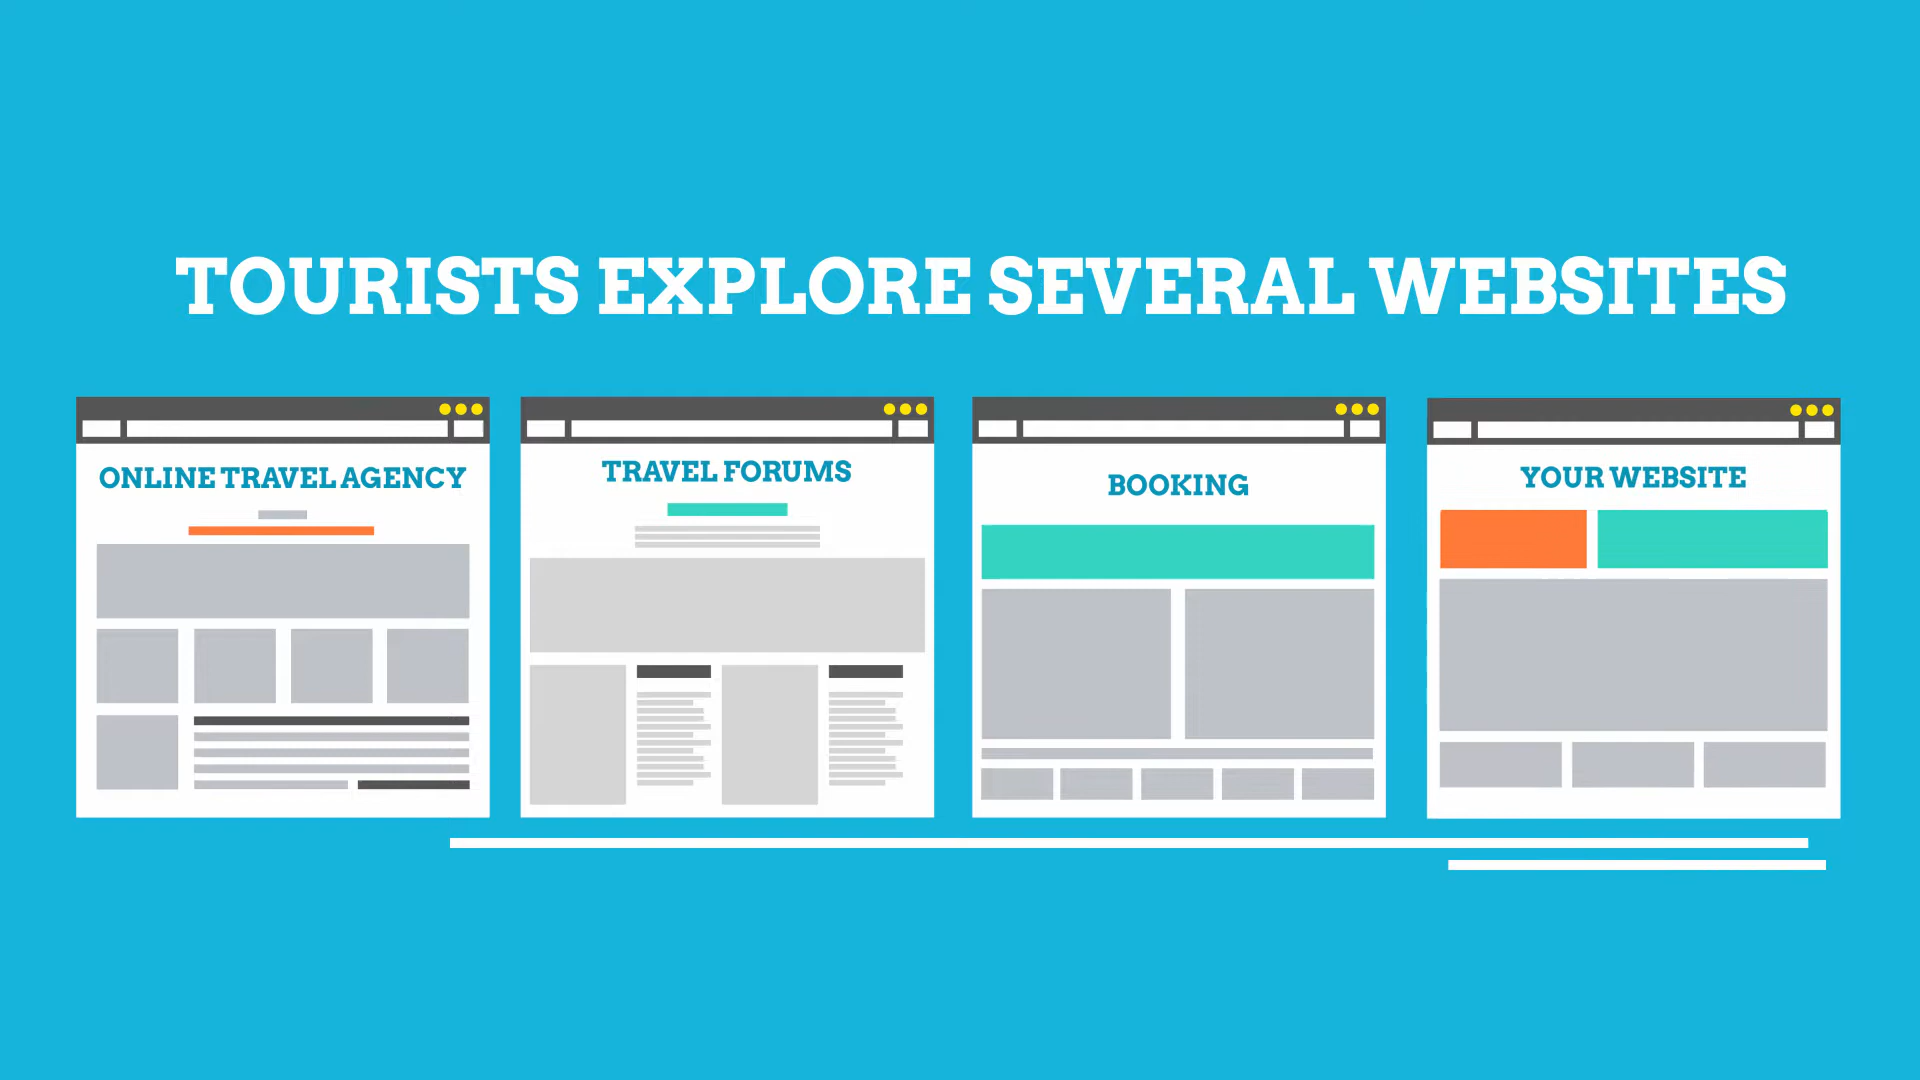 TOURISTS EXPLORE SEVERAL WEBSITES
ONLINE TRAVEL AGENCY
TRAVEL FORUMS
BOOKING
YOUR WEBSITE